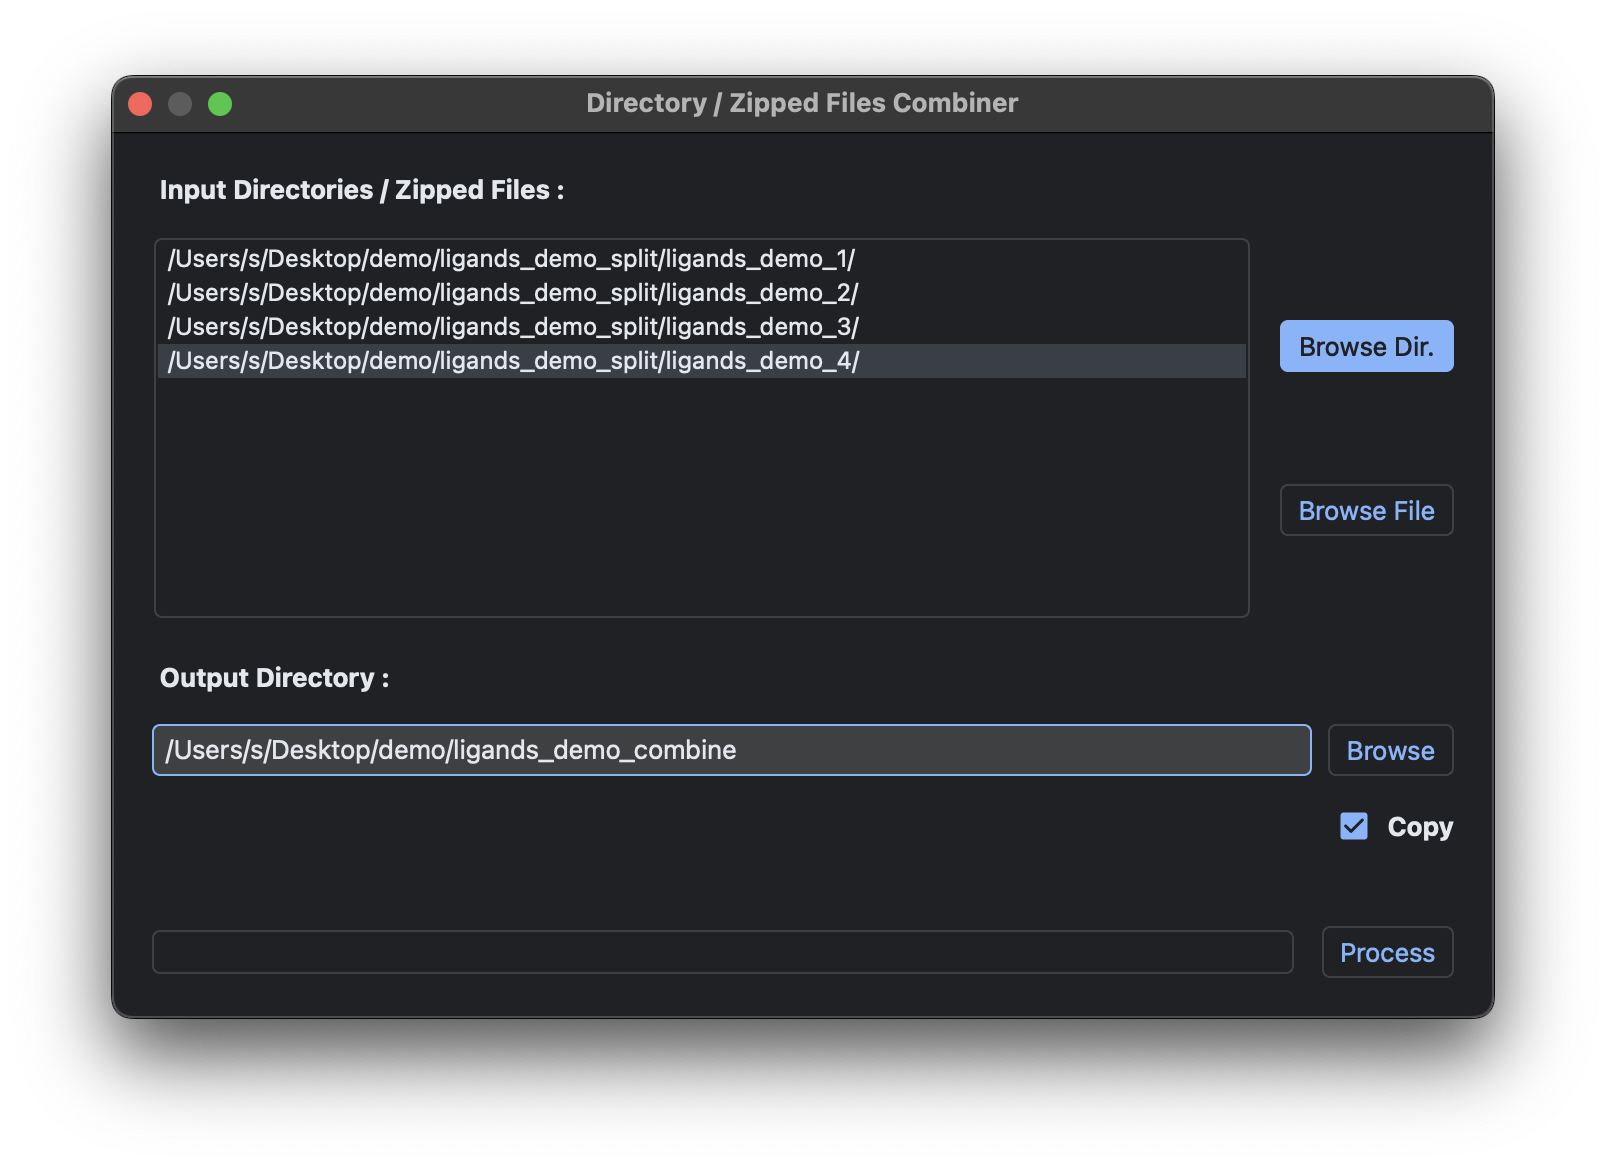 Directory / Zipped Files Combiner
Input Directories / Zipped Files :
/Users/s/Desktop/demo/ligands_demo_split/ligands_demo_1/
/Users/s/Desktop/demo/ligands_demo_split/ligands_demo_2/
/Users/s/Desktop/demo/ligands_demo_split/ligands_demo_3/
/Users/s/Desktop/demo/ligands_demo_split/ligands_demo_4/
Browse Dir.
Browse File
Output Directory :
/Users/s/Desktop/demo/ligands_demo_combine
Browse
Copy
Process